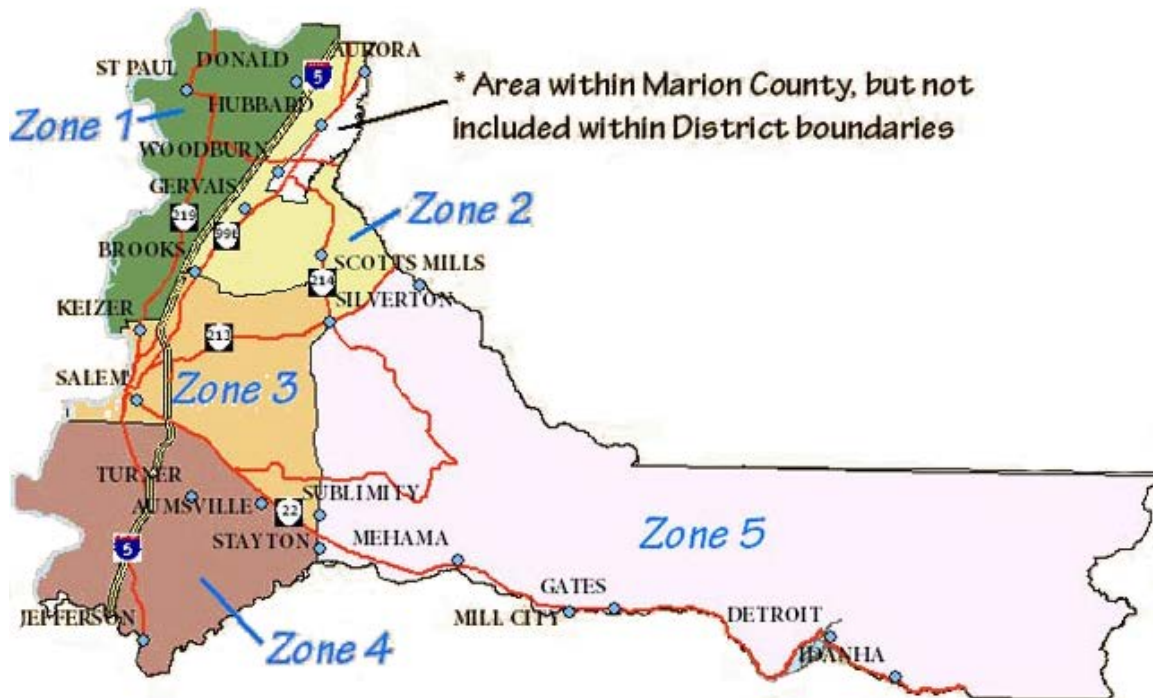 DONALD
AURORA
ST PAUL
5
* Area within Marion County, but not
included within District boundaries
HUBBARD
Zone 1
WOODBURN
GERVAIS
Zone 2
219
99E
BROOKS
SCOTTS MILLS
214
SILVERTON
KEIZER
213
SALEM
Zone 3
TURNER
AUMSVILLE
SUBLIMITY
22
STAYTON
MEHAMA
Zone 5
5
GATES
JEFFERSON
MILL CITY
DETROIT
Zone 4
IDANHA